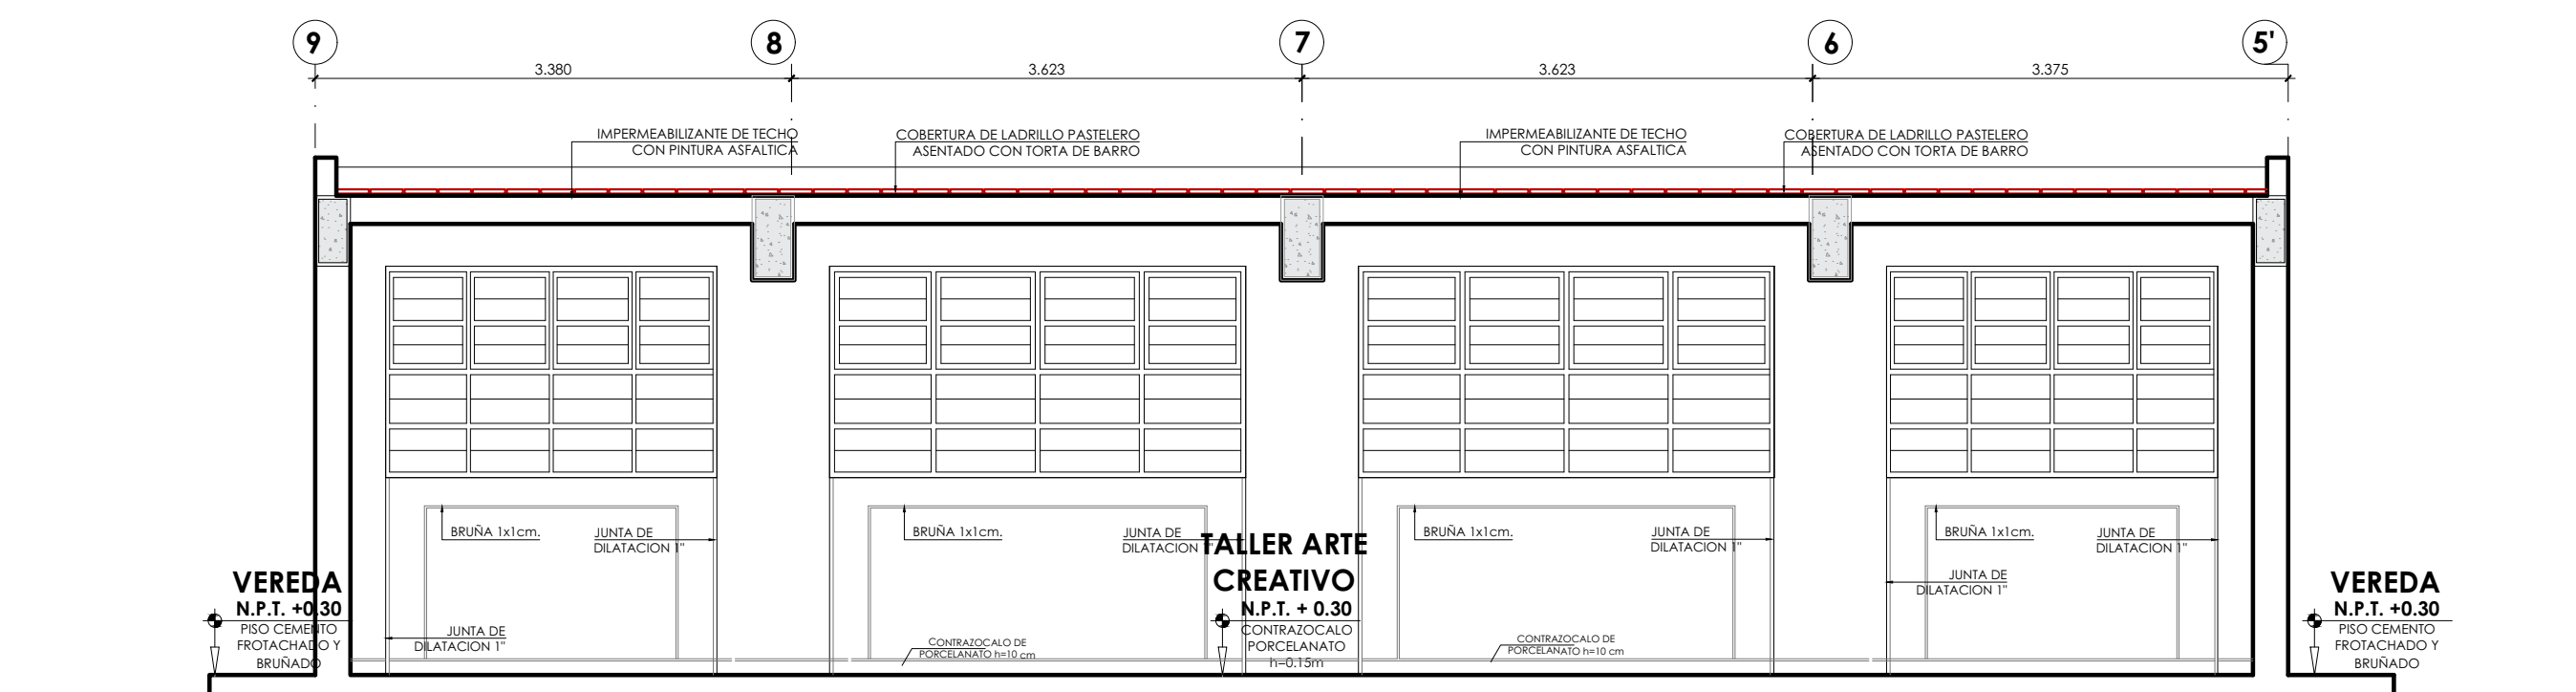 9
8
7
6
5'
3.380
3.623
3.623
3.375
IMPERMEABILIZANTE DE TECHO
CON PINTURA ASFALTICA
COBERTURA DE LADRILLO PASTELERO
ASENTADO CON TORTA DE BARRO
IMPERMEABILIZANTE DE TECHO
CON PINTURA ASFALTICA
COBERTURA DE LADRILLO PASTELERO
ASENTADO CON TORTA DE BARRO
BRUÑA 1x1cm.
JUNTA DE
DILATACION 1"
BRUÑA 1x1cm.
JUNTA DE
DILATACION 1"
BRUÑA 1x1cm.
JUNTA DE
DILATACION 1"
BRUÑA 1x1cm.
JUNTA DE
DILATACION 1"
VEREDA
N.P.T. +0.30
PISO CEMENTO
FROTACHADO Y
BRUÑADO
JUNTA DE
DILATACION 1"
CONTRAZOCALO DE
PORCELANATO h=10 cm
TALLER ARTE
CREATIVO
N.P.T. + 0.30
CONTRAZOCALO
PORCELANATO
h=0.15m
CONTRAZOCALO DE
PORCELANATO h=10 cm
JUNTA DE
DILATACION 1"
VEREDA
N.P.T. +0.30
PISO CEMENTO
FROTACHADO Y
BRUÑADO